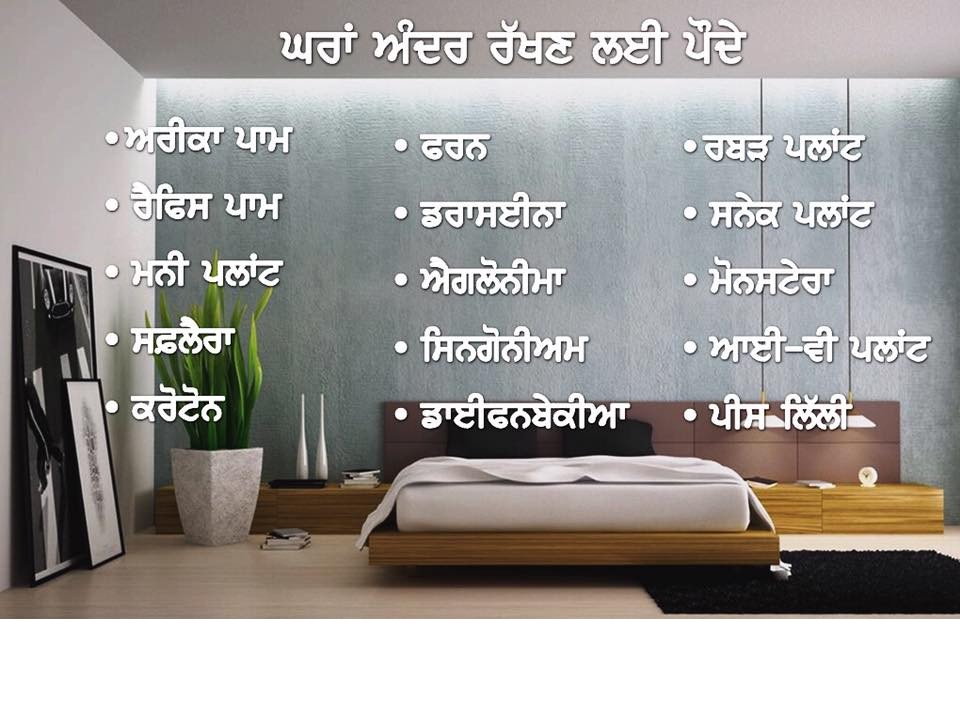 ਘਰਾਂ ਅੰਦਰ ਰੱਖਣ ਲਈ ਪੌਦੇ
• ਅਰੀਕਾ ਪਾਮ
• ਰੈਫਿਸ ਪਾਮ
• ਮਨੀ ਪਲਾਂਟ
• ਸਫ਼ਲੈਰਾ
• ਕਰੋਟੋਨ
• ਫਰਨ
• ਡਰਾਸਈਨਾ
• ਐਗਲੋਨੀਮਾ
• ਸਿਨਗੋਨੀਅਮ
• ਡਾਈਫਨਬੇਕੀਆ
• ਰਬੜ ਪਲਾਂਟ
• ਸਨੇਕ ਪਲਾਂਟ
• ਮੋਨਸਟੇਰਾ
• ਆਈ-ਵੀ ਪਲਾਂਟ
• ਪੀਸ ਲਿੱਲੀ